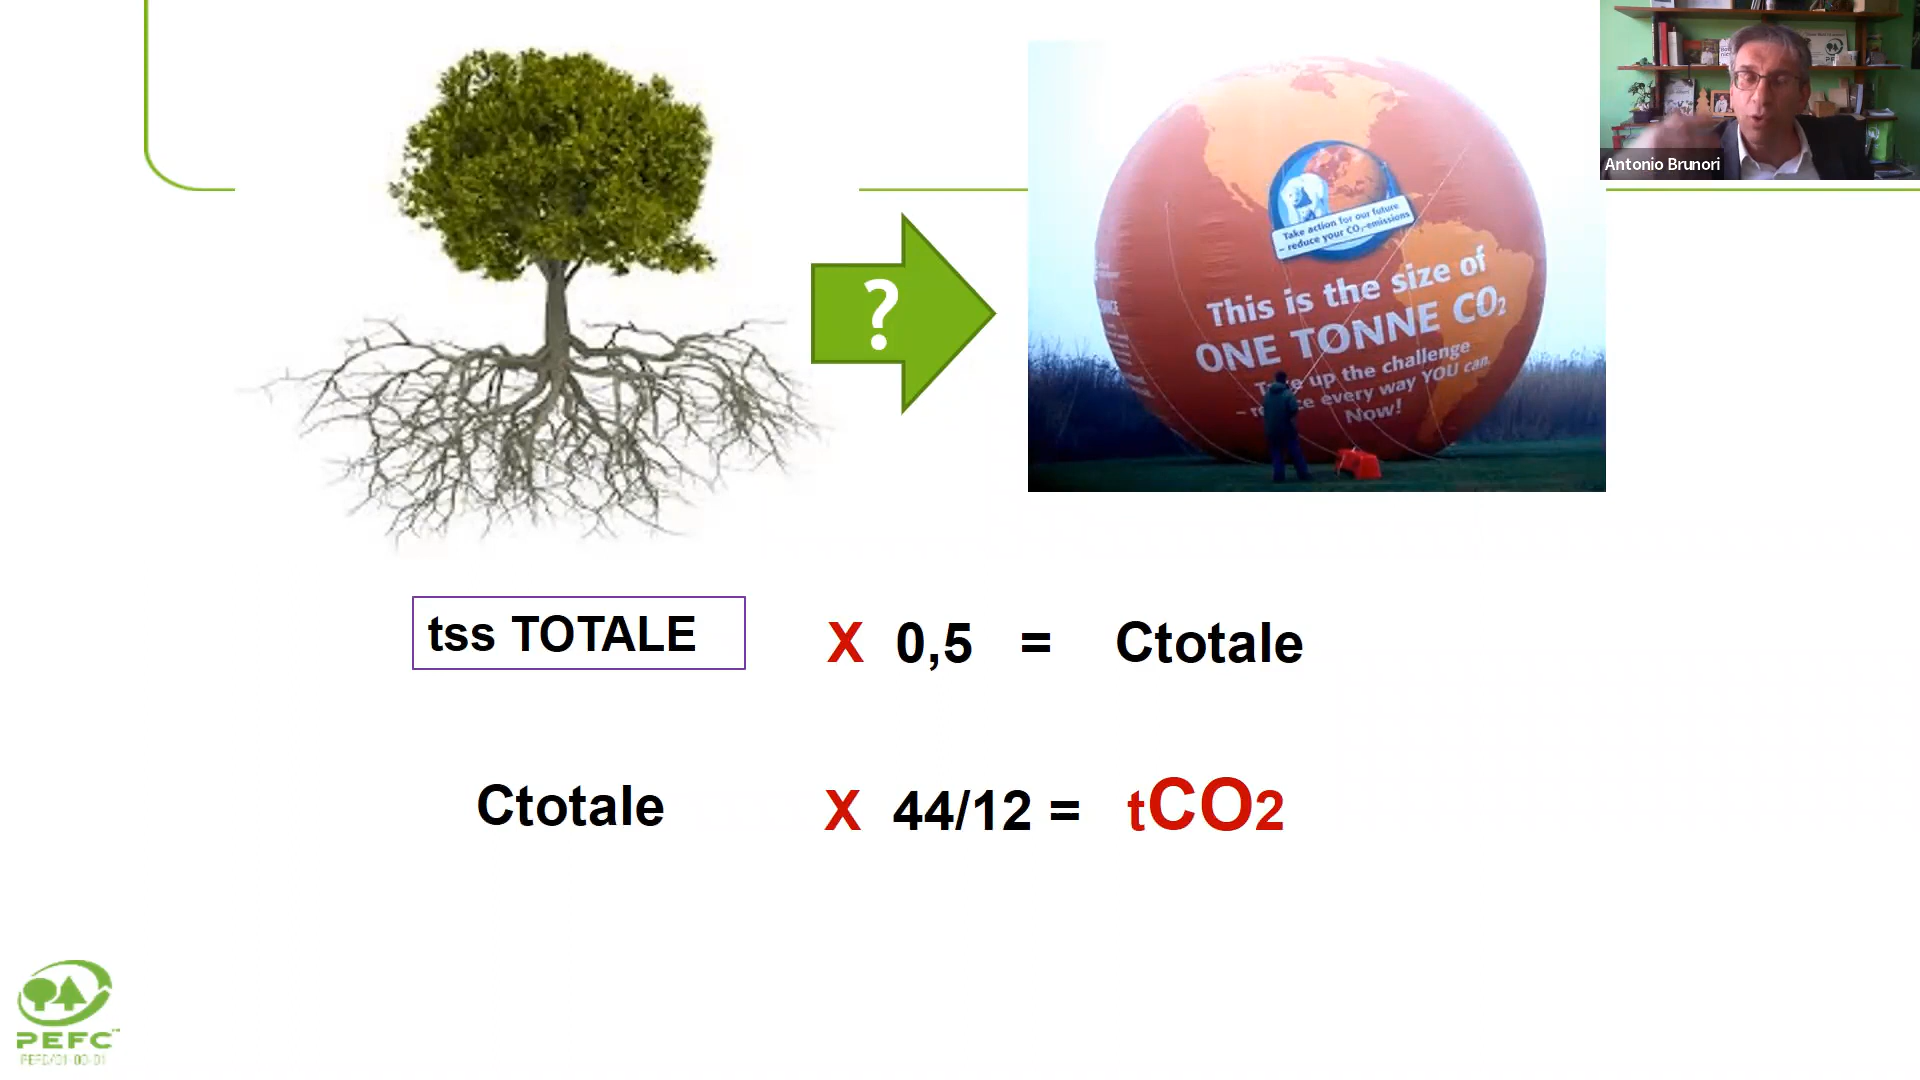 Antonio Brunori
?
Take action for our future
– reduce your CO₂-emissions
This is the size of
ONE TONNE CO₂
up the challenge
every way YOU can.
Now!
tss TOTALE X 0,5 = Ctotale
Ctotale X 44/12 = tCO2
PEFC